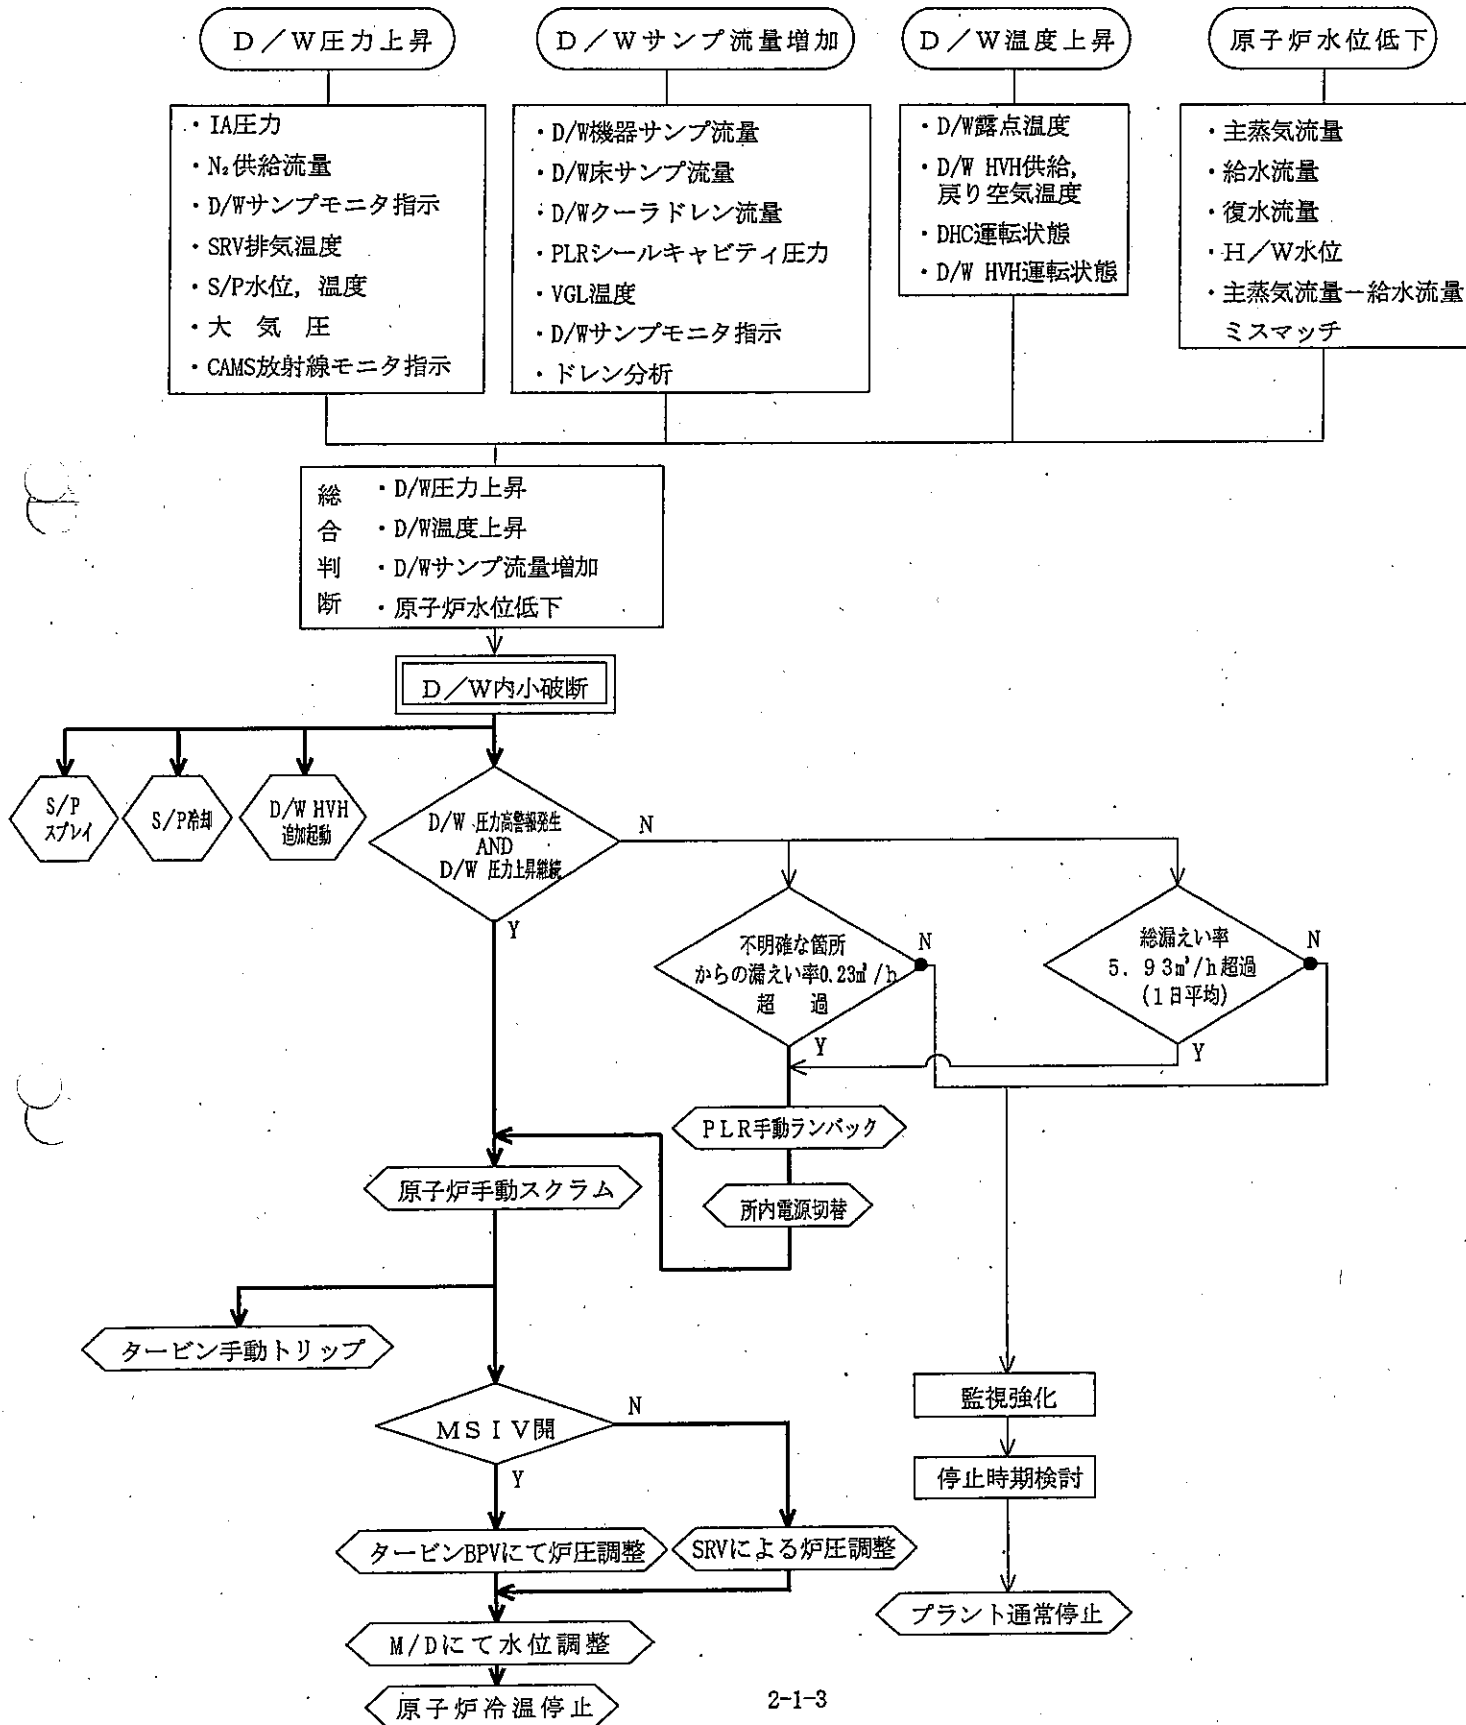 D／W圧力上昇
D／Wサンプ流量増加
D／W温度上昇
原子炉水位低下
・IA圧力
・N₂供給流量
・D/Wサンプモニタ指示
・SRV排気温度
・S/P水位，温度
・大　気　圧
・CAMS放射線モニタ指示
・D/W機器サンプ流量
・D/W床サンプ流量
・D/Wクーラドレン流量
・PLRシールキャビティ圧力
・VGL温度
・D/Wサンプモニタ指示
・ドレン分析
・D/W露点温度
・D/W HVH供給，
戻り空気温度
・DHC運転状態
・D/W HVH運転状態
・主蒸気流量
・給水流量
・復水流量
・H／W水位
・主蒸気流量－給水流量
ミスマッチ
総合判断
・D/W圧力上昇
・D/W温度上昇
・D/Wサンプ流量増加
・原子炉水位低下
D／W内小破断
S/P
スプレイ
S/P冷却
D/W HVH
追加起動
D/W 圧力高警報発生
AND
D/W 圧力上昇継続
N
Y
不明確な箇所
からの漏えい率0.23㎥/h
超　過
N
Y
総漏えい率
5．93㎥/h超過
(1日平均)
N
Y
PLR手動ランバック
原子炉手動スクラム
所内電源切替
タービン手動トリップ
MSIV開
N
Y
監視強化
停止時期検討
タービンBPVにて炉圧調整
SRVによる炉圧調整
プラント通常停止
M/Dにて水位調整
原子炉冷温停止
2-1-3